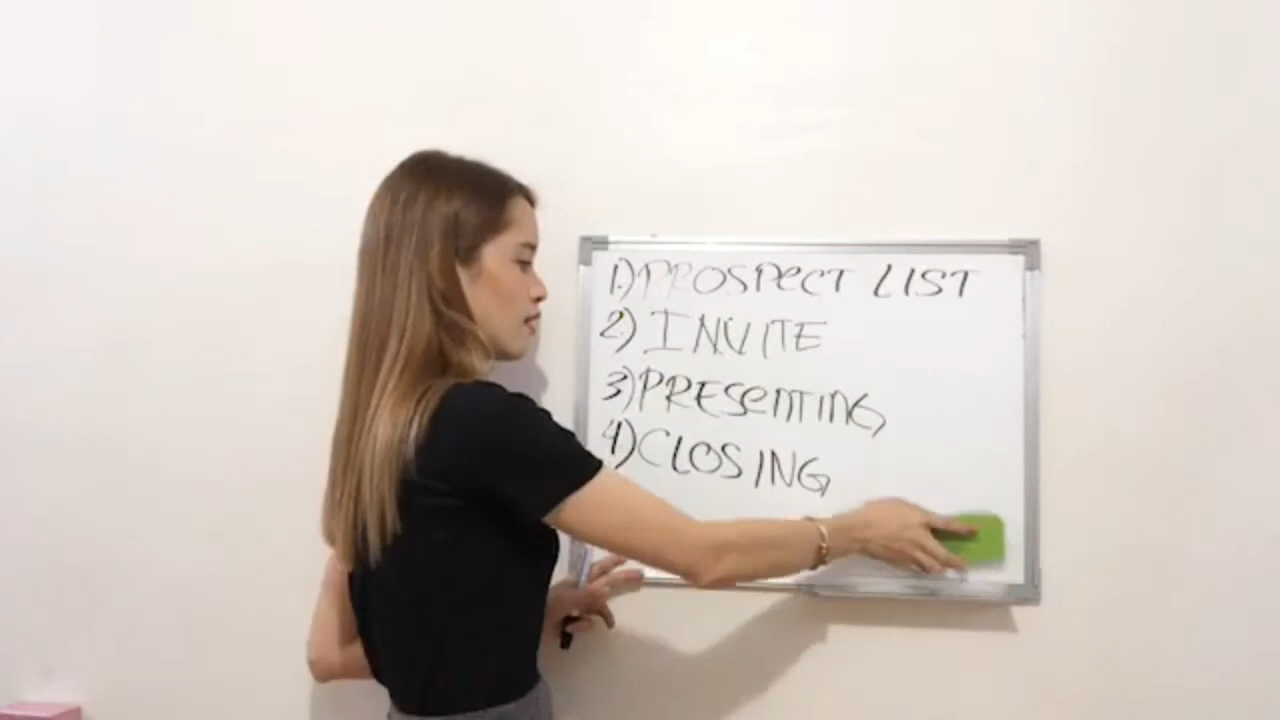 1.) PROSPECT LIST
2) INVITE
3) PRESENTING
4) CLOSING